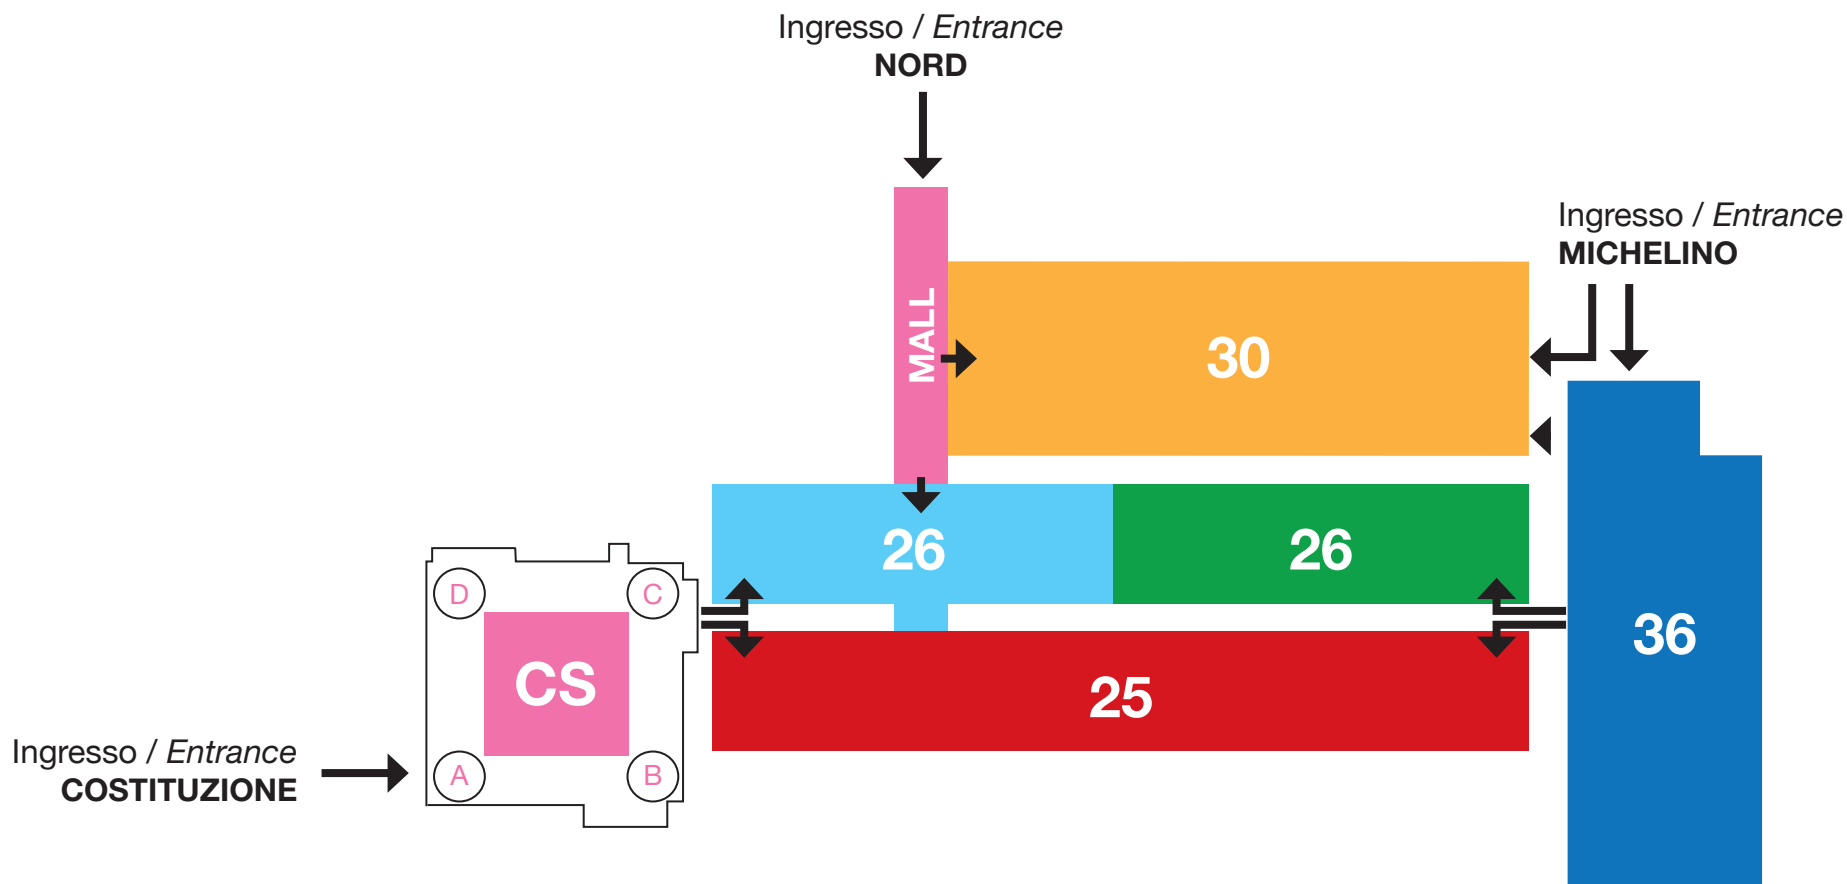 Ingresso / Entrance
NORD
Ingresso / Entrance
MICHELINO
MALL
30
26
26
D
C
CS
36
25
A
B
Ingresso / Entrance
COSTITUZIONE